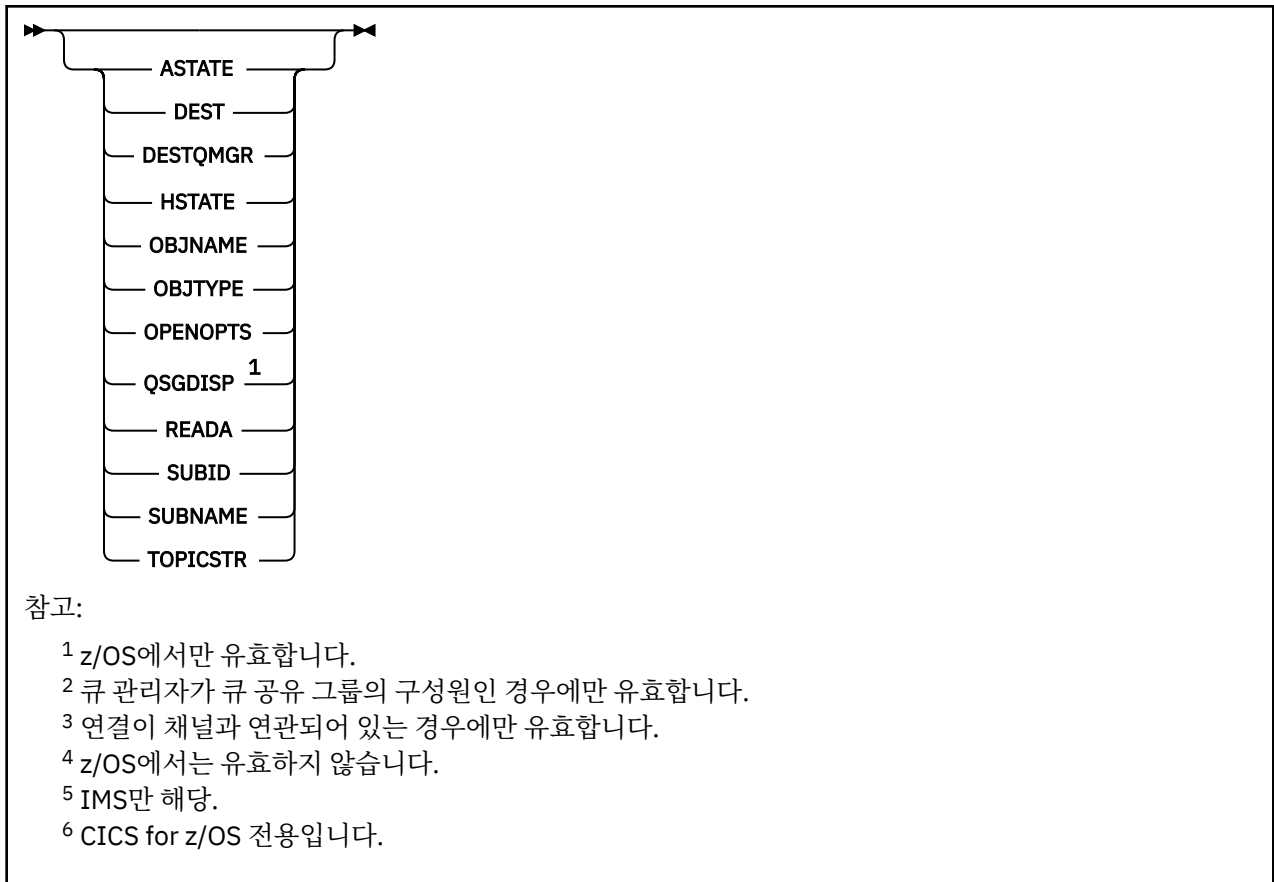 ASTATE
DEST
DESTQMGR
HSTATE
OBJNAME
OBJTYPE
OPENOPTS
QSGDISP 1
READA
SUBID
SUBNAME
TOPICSTR
참고:
1 z/OS에서만 유효합니다.
2 큐 관리자가 큐 공유 그룹의 구성원인 경우에만 유효합니다.
3 연결이 채널과 연관되어 있는 경우에만 유효합니다.
4 z/OS에서는 유효하지 않습니다.
5 IMS만 해당.
6 CICS for z/OS 전용입니다.